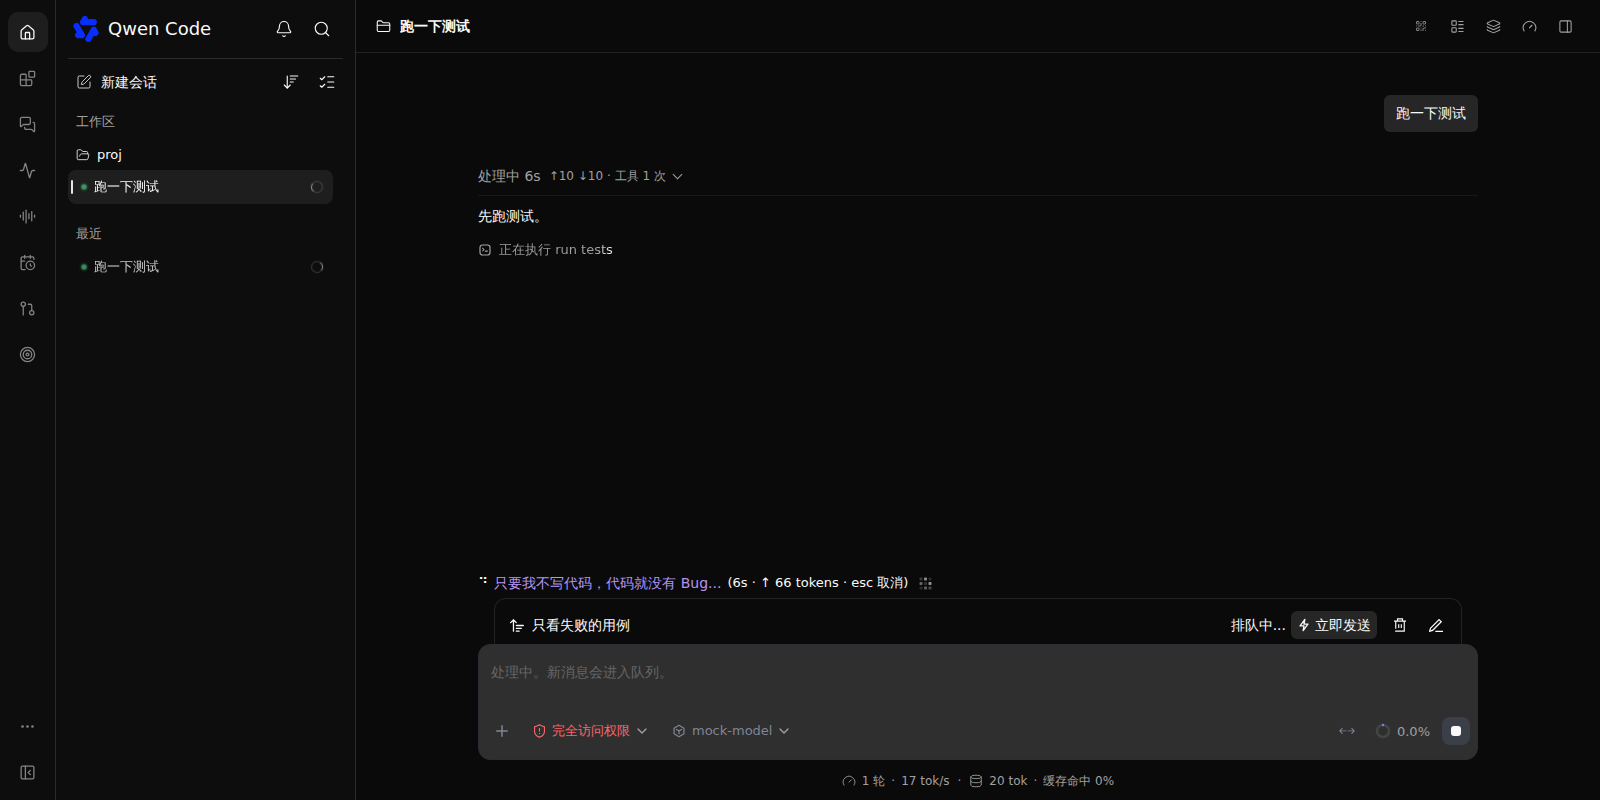 Qwen Code
新建会话
工作区
proj
跑一下测试
最近
跑一下测试
跑一下测试
跑一下测试
处理中 6s ↑10 ↓10 · 工具 1 次
先跑测试。
正在执行 run tests
只要我不写代码，代码就没有 Bug... (6s · ↑ 66 tokens · esc 取消)
只看失败的用例
排队中... 立即发送
处理中。新消息会进入队列。
完全访问权限 mock-model 0.0%
1 轮 · 17 tok/s · 20 tok · 缓存命中 0%